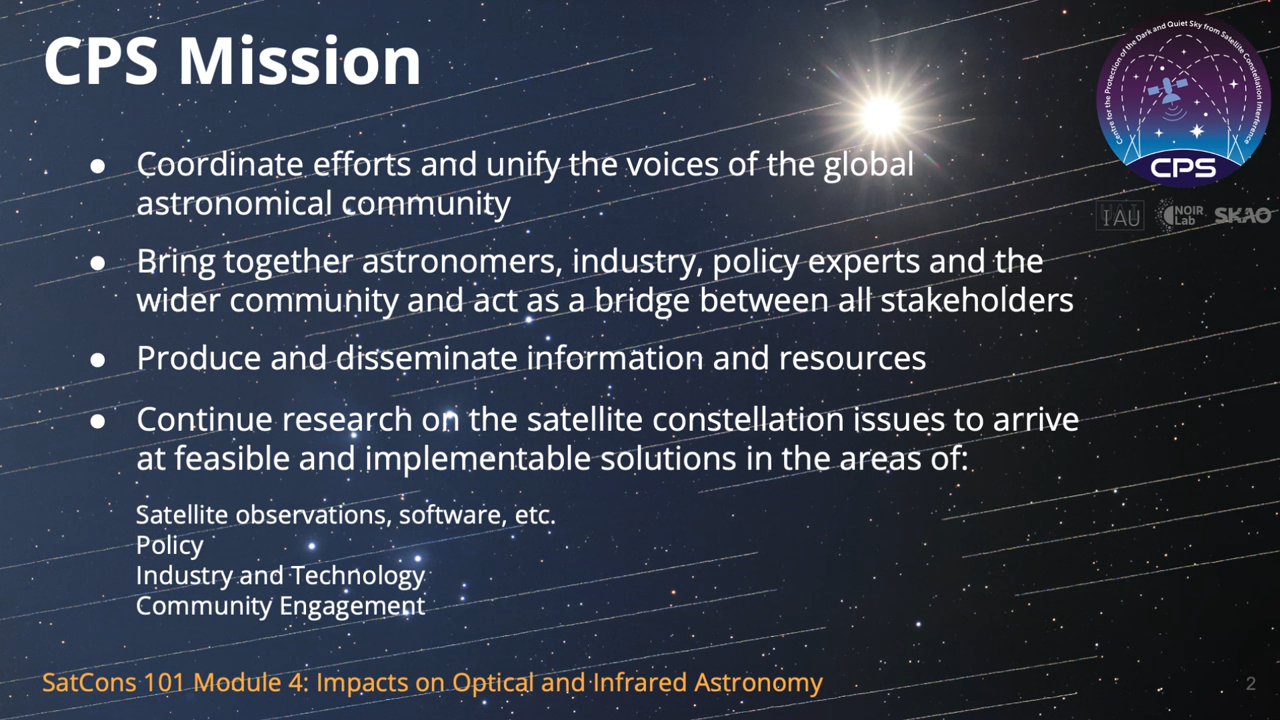 CPS Mission
Centre for the Protection of the Dark and Quiet Sky from Satellite Constellation Interference
CPS
IAU
NOIR
Lab
SKAO
● Coordinate efforts and unify the voices of the global
astronomical community
● Bring together astronomers, industry, policy experts and the
wider community and act as a bridge between all stakeholders
● Produce and disseminate information and resources
● Continue research on the satellite constellation issues to arrive
at feasible and implementable solutions in the areas of:
Satellite observations, software, etc.
Policy
Industry and Technology
Community Engagement
SatCons 101 Module 4: Impacts on Optical and Infrared Astronomy
2